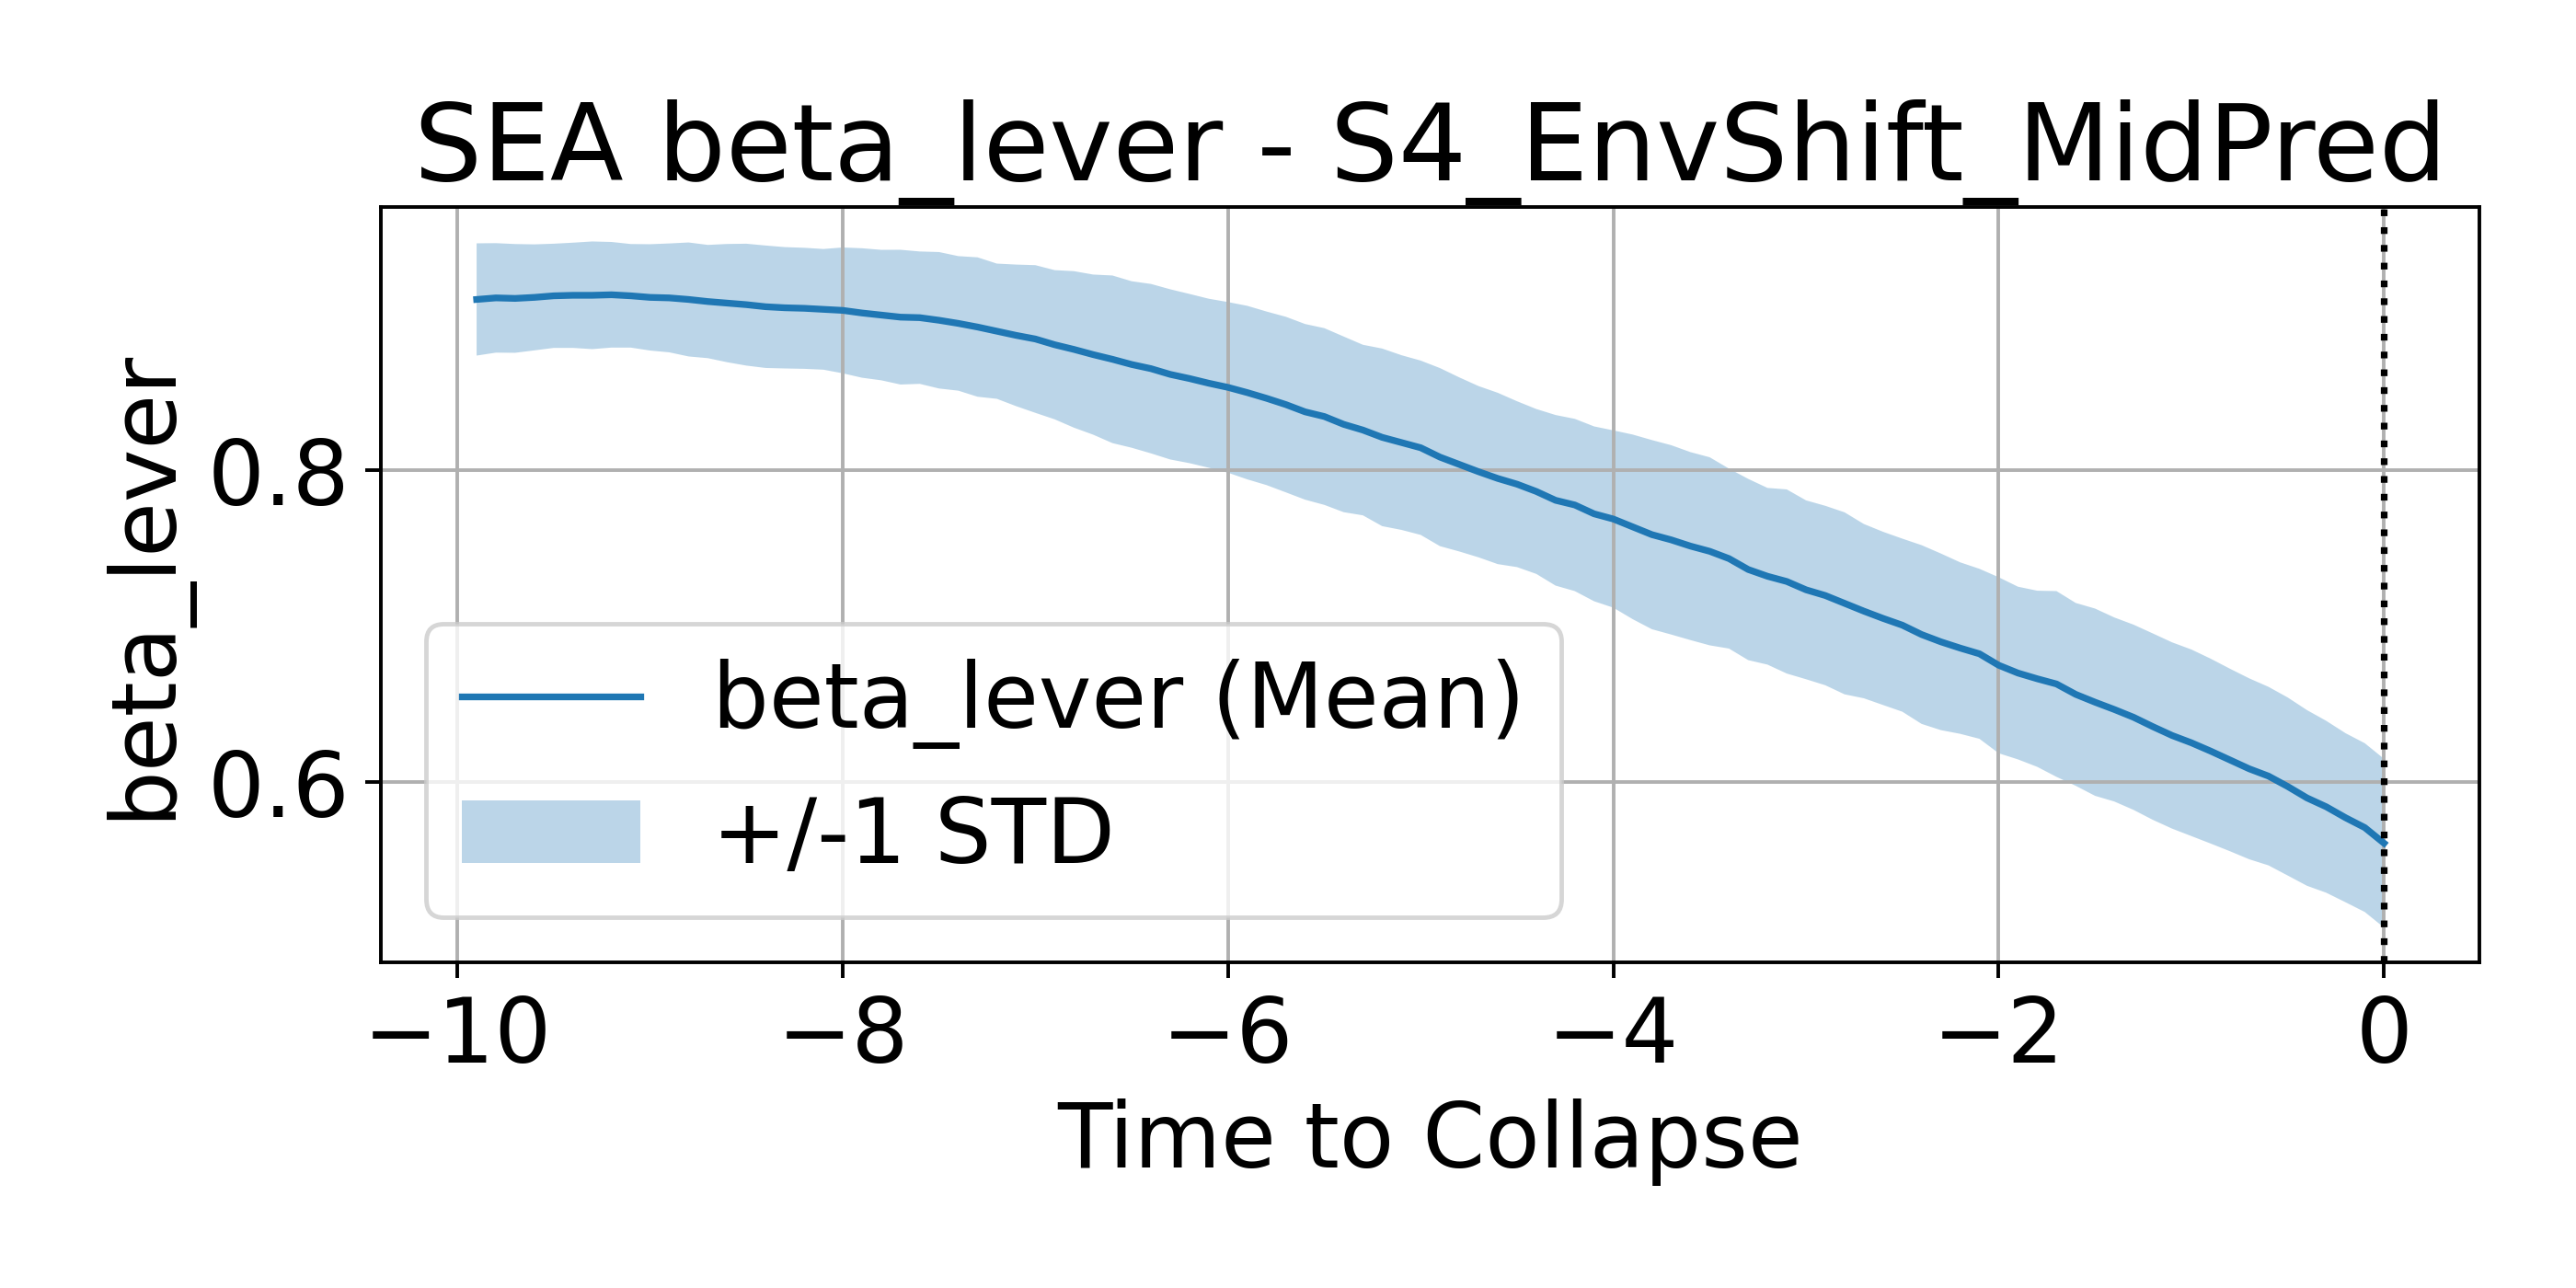 SEA beta_lever - S4_EnvShift_MidPred
beta_lever
0.8
0.6
beta_lever (Mean)
+/-1 STD
−10 −8 −6 −4 −2 0
Time to Collapse